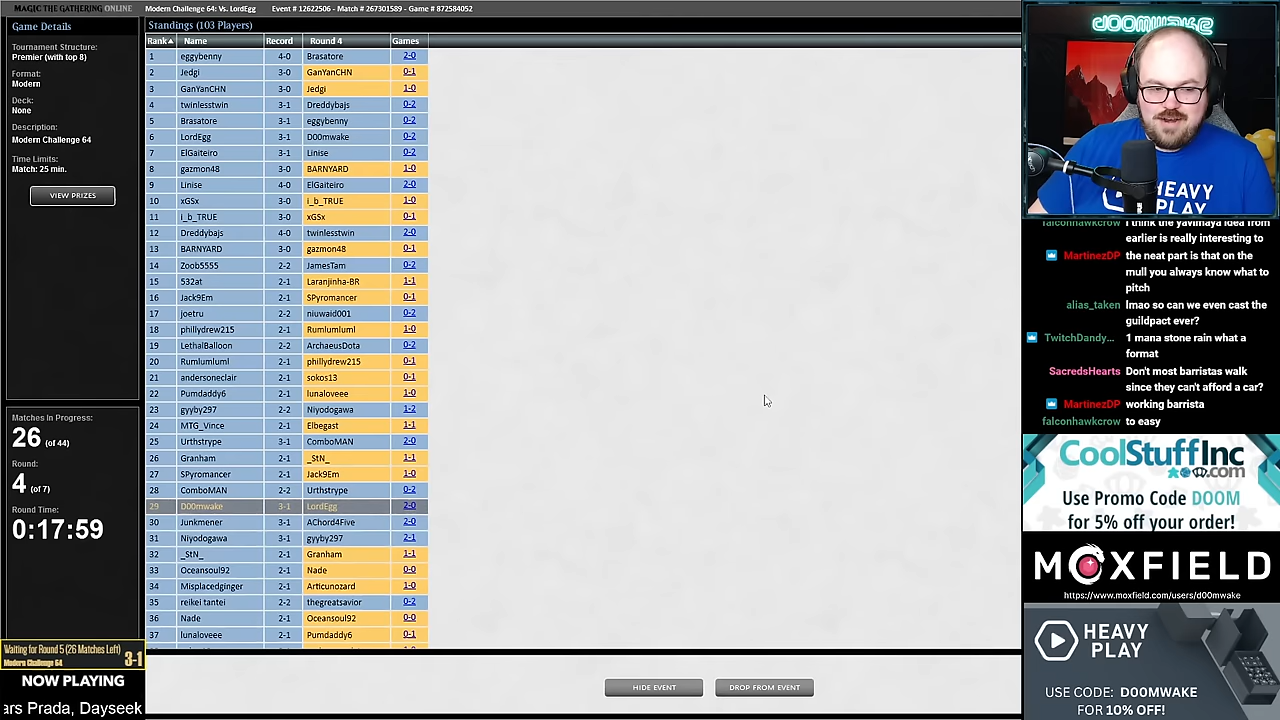 MAGIC THE GATHERING ONLINE
Modern Challenge 64: Vs. LordEgg
Event # 12622506 - Match # 267301589 - Game # 872584052
Game Details
Tournament Structure:
Premier (with top 8)
Format:
Modern
Deck:
None
Description:
Modern Challenge 64
Time Limits:
Match: 25 min.
VIEW PRIZES
Matches In Progress:
26 (of 44)
Round:
4 (of 7)
Round Time:
0:17:59
Waiting for Round 5 (26 Matches Left)
Modern Challenge 64
3-1
NOW PLAYING
ars Prada, Dayseek
Standings (103 Players)
Rank Name Record Round 4 Games
1 eggybenny 4-0 Brasatore 2-0
2 Jedgi 3-0 GanYanCHN 0-1
3 GanYanCHN 3-0 Jedgi 1-0
4 twinlesstwin 3-1 Dreddybajs 0-2
5 Brasatore 3-1 eggybenny 0-2
6 LordEgg 3-1 D00mwake 0-2
7 ElGaiteiro 3-1 Linise 0-2
8 gazmon48 3-0 BARNYARD 1-0
9 Linise 4-0 ElGaiteiro 2-0
10 xGSx 3-0 i_b_TRUE 1-0
11 i_b_TRUE 3-0 xGSx 0-1
12 Dreddybajs 4-0 twinlesstwin 2-0
13 BARNYARD 3-0 gazmon48 0-1
14 Zoob5555 2-2 JamesTam 0-2
15 532at 2-1 Laranjinha-BR 1-1
16 Jack9Em 2-1 SPyromancer 0-1
17 joetru 2-2 niuwaid001 0-2
18 phillydrew215 2-1 Rumlumluml 1-0
19 LethalBalloon 2-2 ArchaeusDota 0-2
20 Rumlumluml 2-1 phillydrew215 0-1
21 andersoneclair 2-1 sokos13 0-1
22 Pumdaddy6 2-1 lunaloveee 1-0
23 gyyby297 2-2 Niyodogawa 1-2
24 MTG_Vince 2-1 Elbegast 1-1
25 Urthstrype 3-1 ComboMAN 2-0
26 Granham 2-1 _StN_ 1-1
27 SPyromancer 2-1 Jack9Em 1-0
28 ComboMAN 2-2 Urthstrype 0-2
29 D00mwake 3-1 LordEgg 2-0
30 Junkmener 3-1 AChord4Five 2-0
31 Niyodogawa 3-1 gyyby297 2-1
32 _StN_ 2-1 Granham 1-1
33 Oceansoul92 2-1 Nade 0-0
34 Misplacedginger 2-1 Articunozard 1-0
35 reikei tantei 2-2 thegreatsavior 0-2
36 Nade 2-1 Oceansoul92 0-0
37 lunaloveee 2-1 Pumdaddy6 0-1
HIDE EVENT
DROP FROM EVENT
doomwake
HEAVY
PLAY
falconhawkcrow I think the yavimaya idea from
earlier is really interesting to
MartinezDP the neat part is that on the
mull you always know what to
pitch
alias_taken lmao so can we even cast the
guildpact ever?
TwitchDandy... 1 mana stone rain what a
format
SacredsHearts Don't most barristas walk
since they can't afford a car?
MartinezDP working barrista
falconhawkcrow to easy
CoolStuffInc
.com
Use Promo Code DOOM
for 5% off your order!
MOXFIELD
https://www.moxfield.com/users/d00mwake
HEAVY
PLAY
USE CODE: D00MWAKE
FOR 10% OFF!